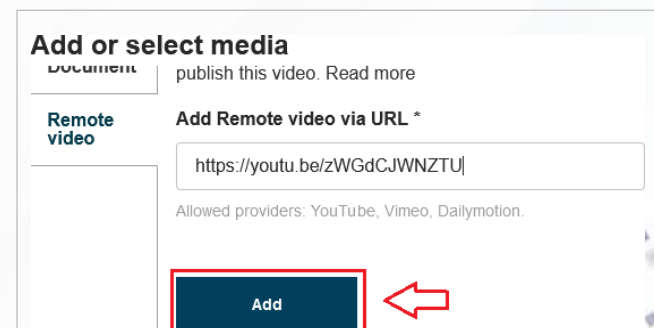 Add or select media
Document
publish this video. Read more
Remote
video
Add Remote video via URL *
https://youtu.be/zWGdCJWNZTU
Allowed providers: YouTube, Vimeo, Dailymotion.
Add